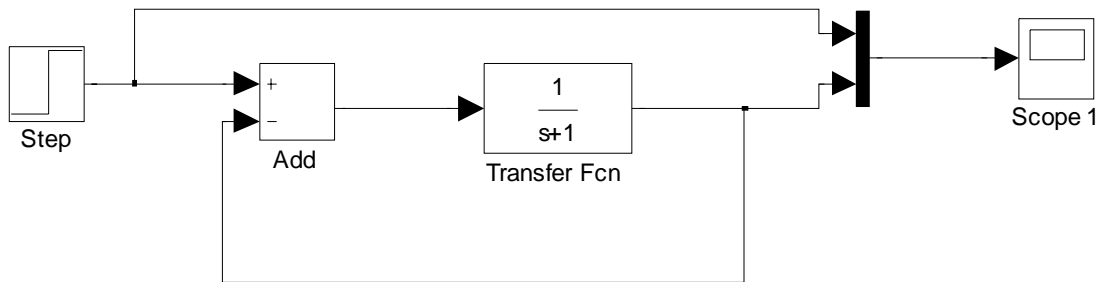 Step
+
−
Add
1
s+1
Transfer Fcn
Scope 1